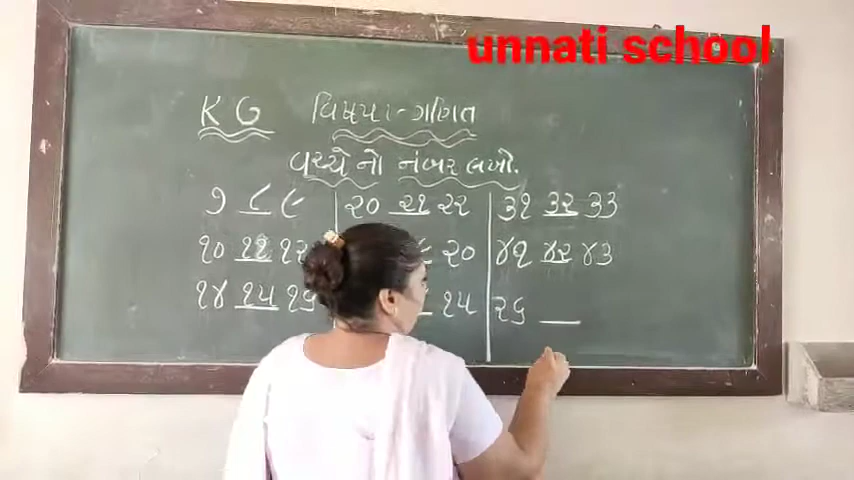 unnati school
KG વિષય:- ગણિત
વચ્ચે નો નંબર લખો.
૭ ૮ ૯ ૨૦ ૨૧ ૨૨ ૩૧ ૩૨ ૩૩
૧૦ ૧૧ ૧૨ ૨૦ ૪૧ ૪૨ ૪૩
૧૪ ૧૫ ૧૬ ૧૫ ૨૬